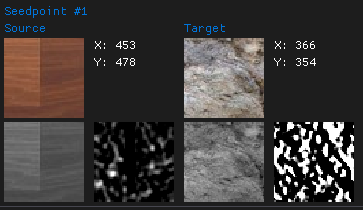 Seedpoint #1
Source
X: 453
Y: 478
Target
X: 366
Y: 354